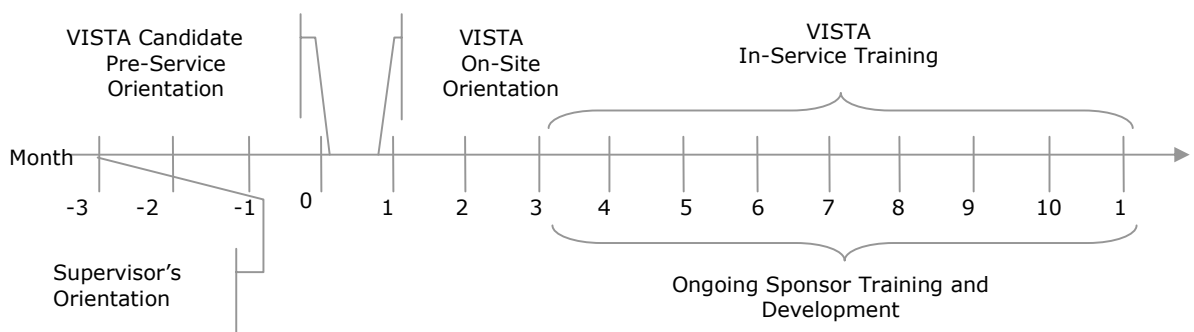 VISTA Candidate
Pre-Service
Orientation
VISTA
On-Site
Orientation
VISTA
In-Service Training
Month
-3 -2 -1 0 1 2 3 4 5 6 7 8 9 10 1
Supervisor’s
Orientation
Ongoing Sponsor Training and
Development